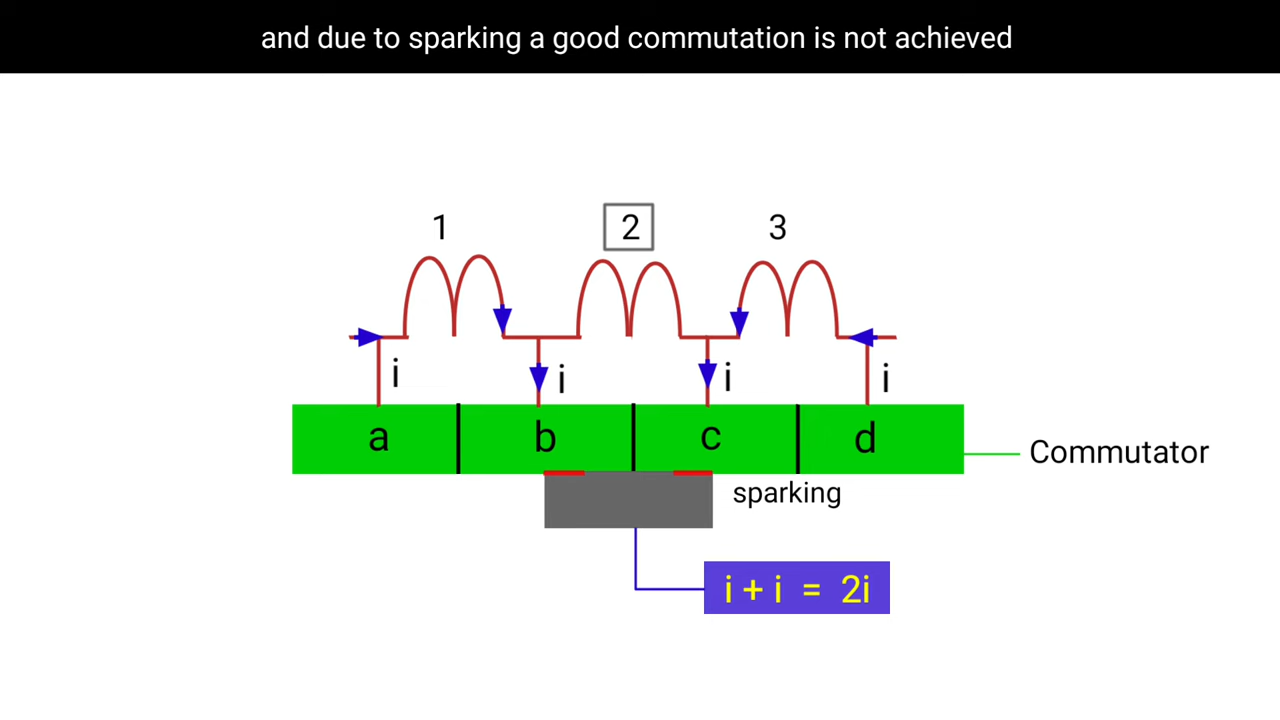 and due to sparking a good commutation is not achieved
1 2 3
i i i i
a b c d
Commutator
sparking
i + i = 2i